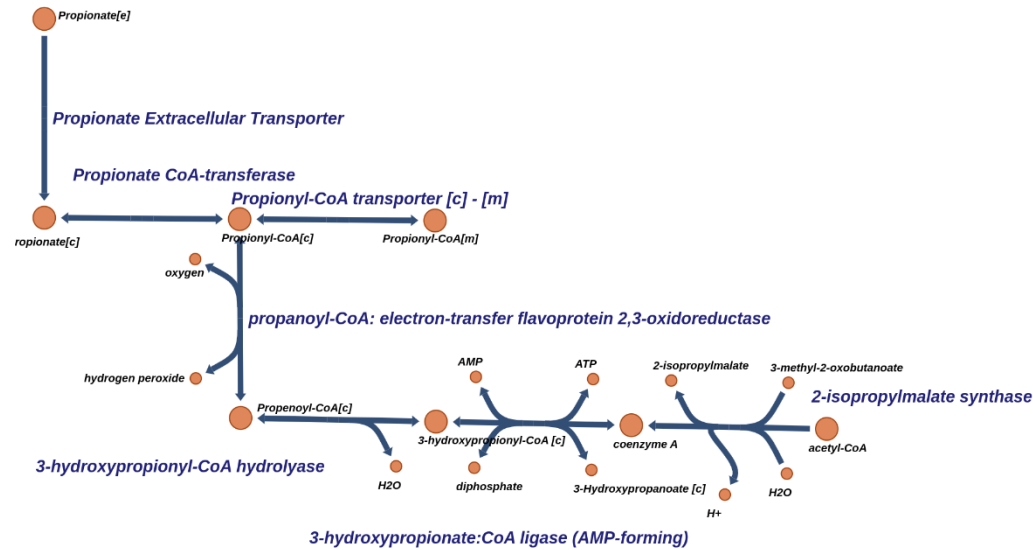 Propionate[e]
Propionate Extracellular Transporter
Propionate CoA-transferase
Propionyl-CoA transporter [c] - [m]
ropionate[c]
Propionyl-CoA[c]
Propionyl-CoA[m]
oxygen
propanoyl-CoA: electron-transfer flavoprotein 2,3-oxidoreductase
hydrogen peroxide
AMP
ATP
2-isopropylmalate
3-methyl-2-oxobutanoate
2-isopropylmalate synthase
Propenoyl-CoA[c]
3-hydroxypropionyl-CoA [c]
coenzyme A
acetyl-CoA
3-hydroxypropionyl-CoA hydrolyase
H2O
diphosphate
3-Hydroxypropanoate [c]
H+
H2O
3-hydroxypropionate:CoA ligase (AMP-forming)